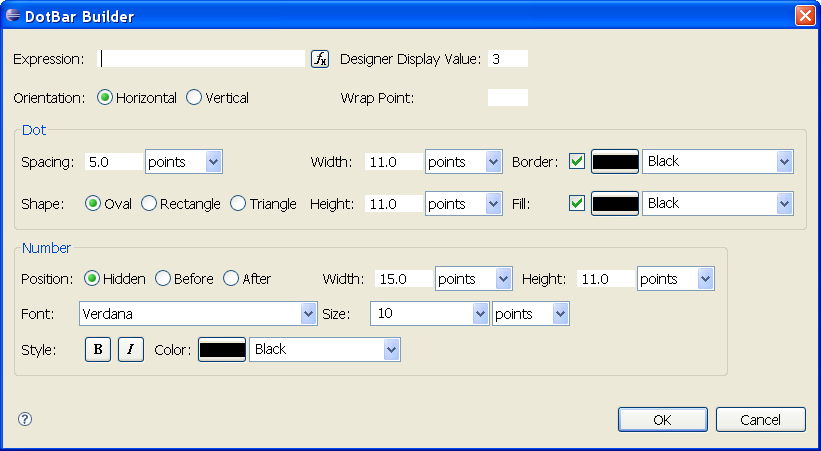 DotBar Builder
Expression: fx Designer Display Value: 3
Orientation: Horizontal Vertical Wrap Point:
Dot
Spacing: 5.0 points Width: 11.0 points Border: Black
Shape: Oval Rectangle Triangle Height: 11.0 points Fill: Black
Number
Position: Hidden Before After Width: 15.0 points Height: 11.0 points
Font: Verdana Size: 10 points
Style: B I Color: Black
? OK Cancel